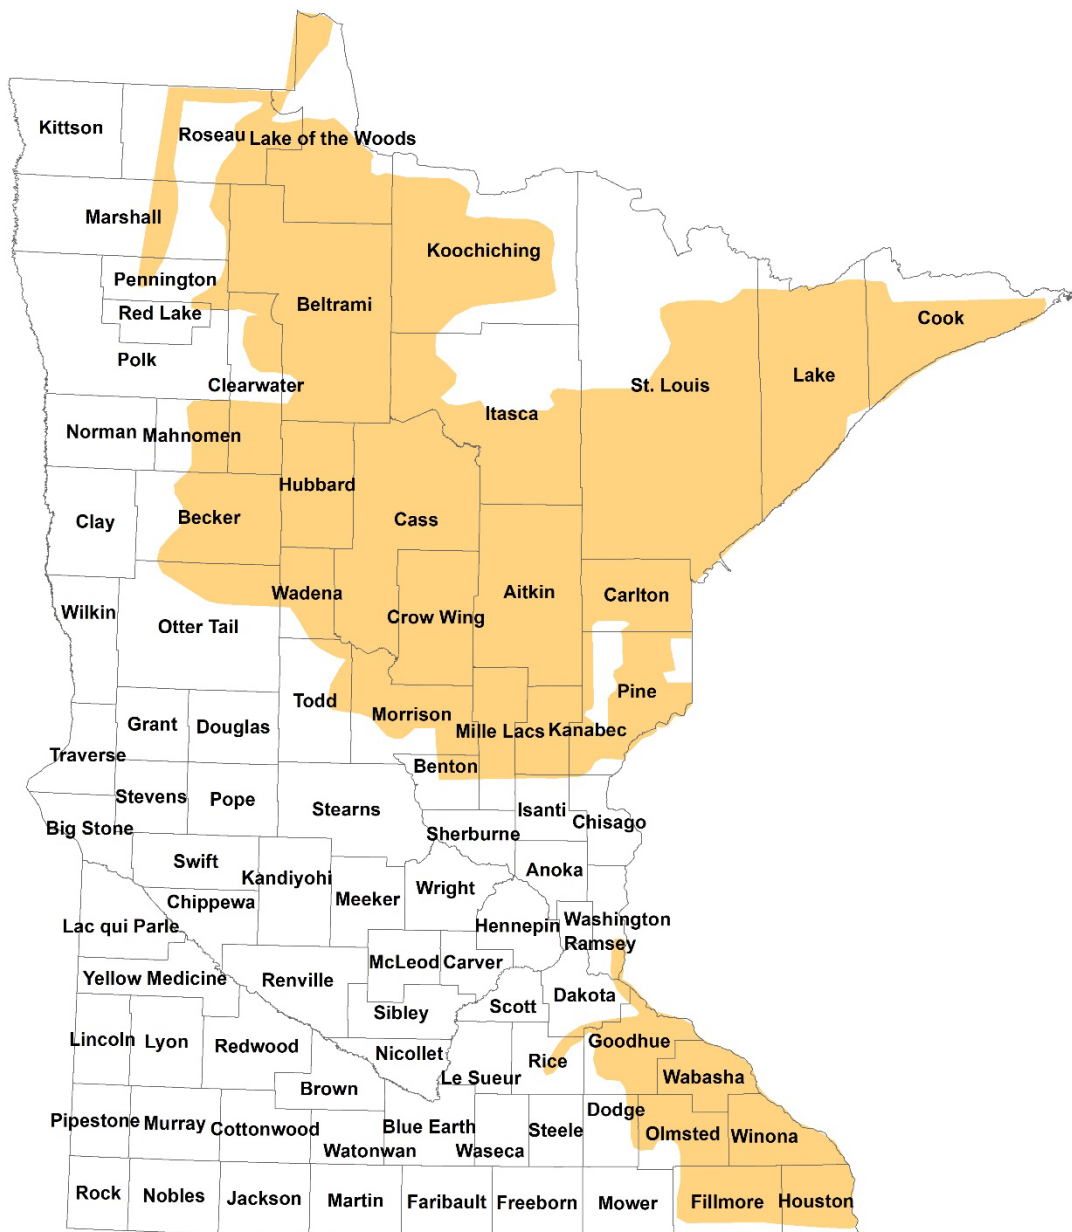 Kittson
Roseau
Lake of the Woods
Marshall
Koochiching
Pennington
Beltrami
Red Lake
Cook
Polk
Clearwater
St. Louis
Lake
Itasca
Norman
Mahnomen
Hubbard
Clay
Becker
Cass
Wadena
Aitkin
Carlton
Wilkin
Otter Tail
Crow Wing
Todd
Pine
Morrison
Grant
Douglas
Mille Lacs
Kanabec
Traverse
Benton
Stevens
Pope
Stearns
Isanti
Big Stone
Sherburne
Chisago
Swift
Anoka
Kandiyohi
Meeker
Wright
Chippewa
Lac qui Parle
Hennepin
Washington
Ramsey
McLeod
Carver
Yellow Medicine
Renville
Dakota
Sibley
Scott
Lincoln
Lyon
Redwood
Goodhue
Nicollet
Rice
Le Sueur
Wabasha
Brown
Pipestone
Murray
Cottonwood
Blue Earth
Dodge
Steele
Olmsted
Winona
Watonwan
Waseca
Rock
Nobles
Jackson
Martin
Faribault
Freeborn
Mower
Fillmore
Houston